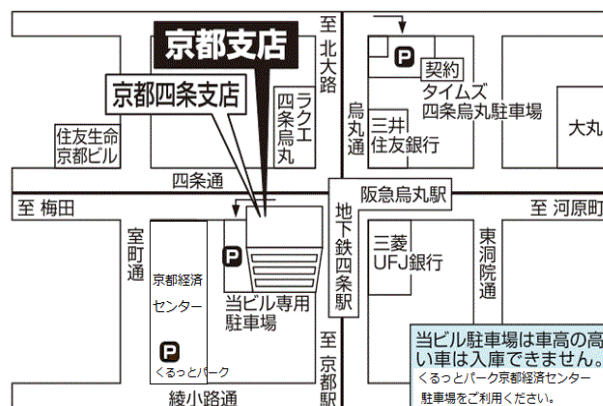 京都支店
京都四条支店
至 北大路
烏丸通
契約
タイムズ
四条烏丸駐車場
三井
住友銀行
大丸
ラクエ
四条烏丸
住友生命
京都ビル
四条通
至 梅田
阪急烏丸駅
至 河原町
地下鉄四条駅
室町通
京都経済
センター
P
P
P
くるっとパーク
当ビル専用
駐車場
三菱
UFJ銀行
東洞院通
至 京都駅
綾小路通
当ビル駐車場は車高の高
い車は入庫できません。
くるっとパーク京都経済センター
駐車場をご利用ください。